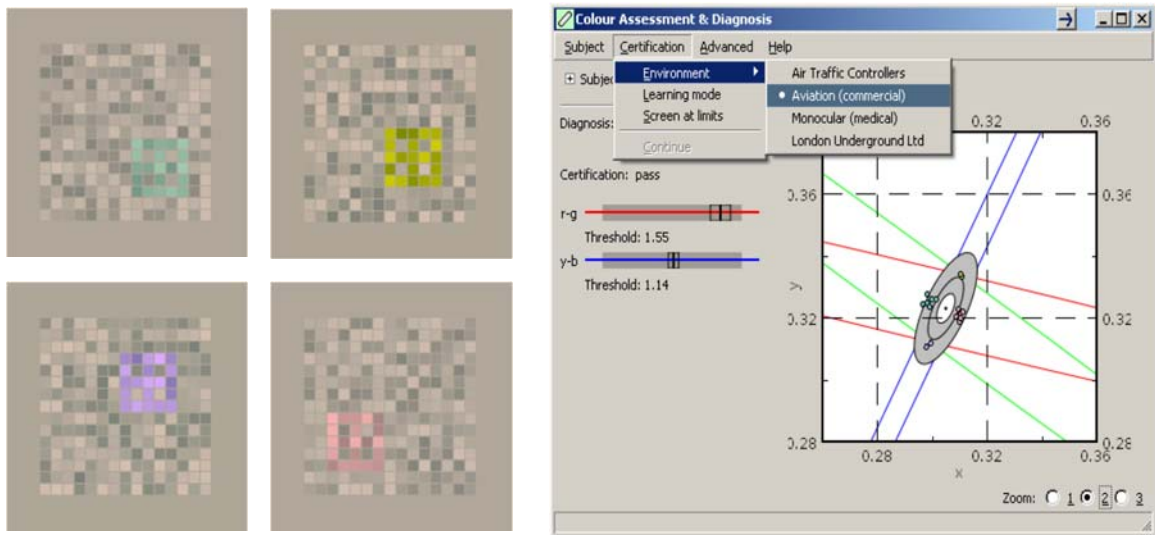 Colour Assessment & Diagnosis
Subject Certification Advanced Help
Environment
Learning mode
Screen at limits
Continue
Air Traffic Controllers
Aviation (commercial)
Monocular (medical)
London Underground Ltd
Subjec
Diagnosis:
Certification: pass
r-g
Threshold: 1.55
y-b
Threshold: 1.14
0.32 0.36
0.36 0.36
y
0.32 0.32
0.28 0.28
0.28 0.32 0.36
x
Zoom: 1 2 3